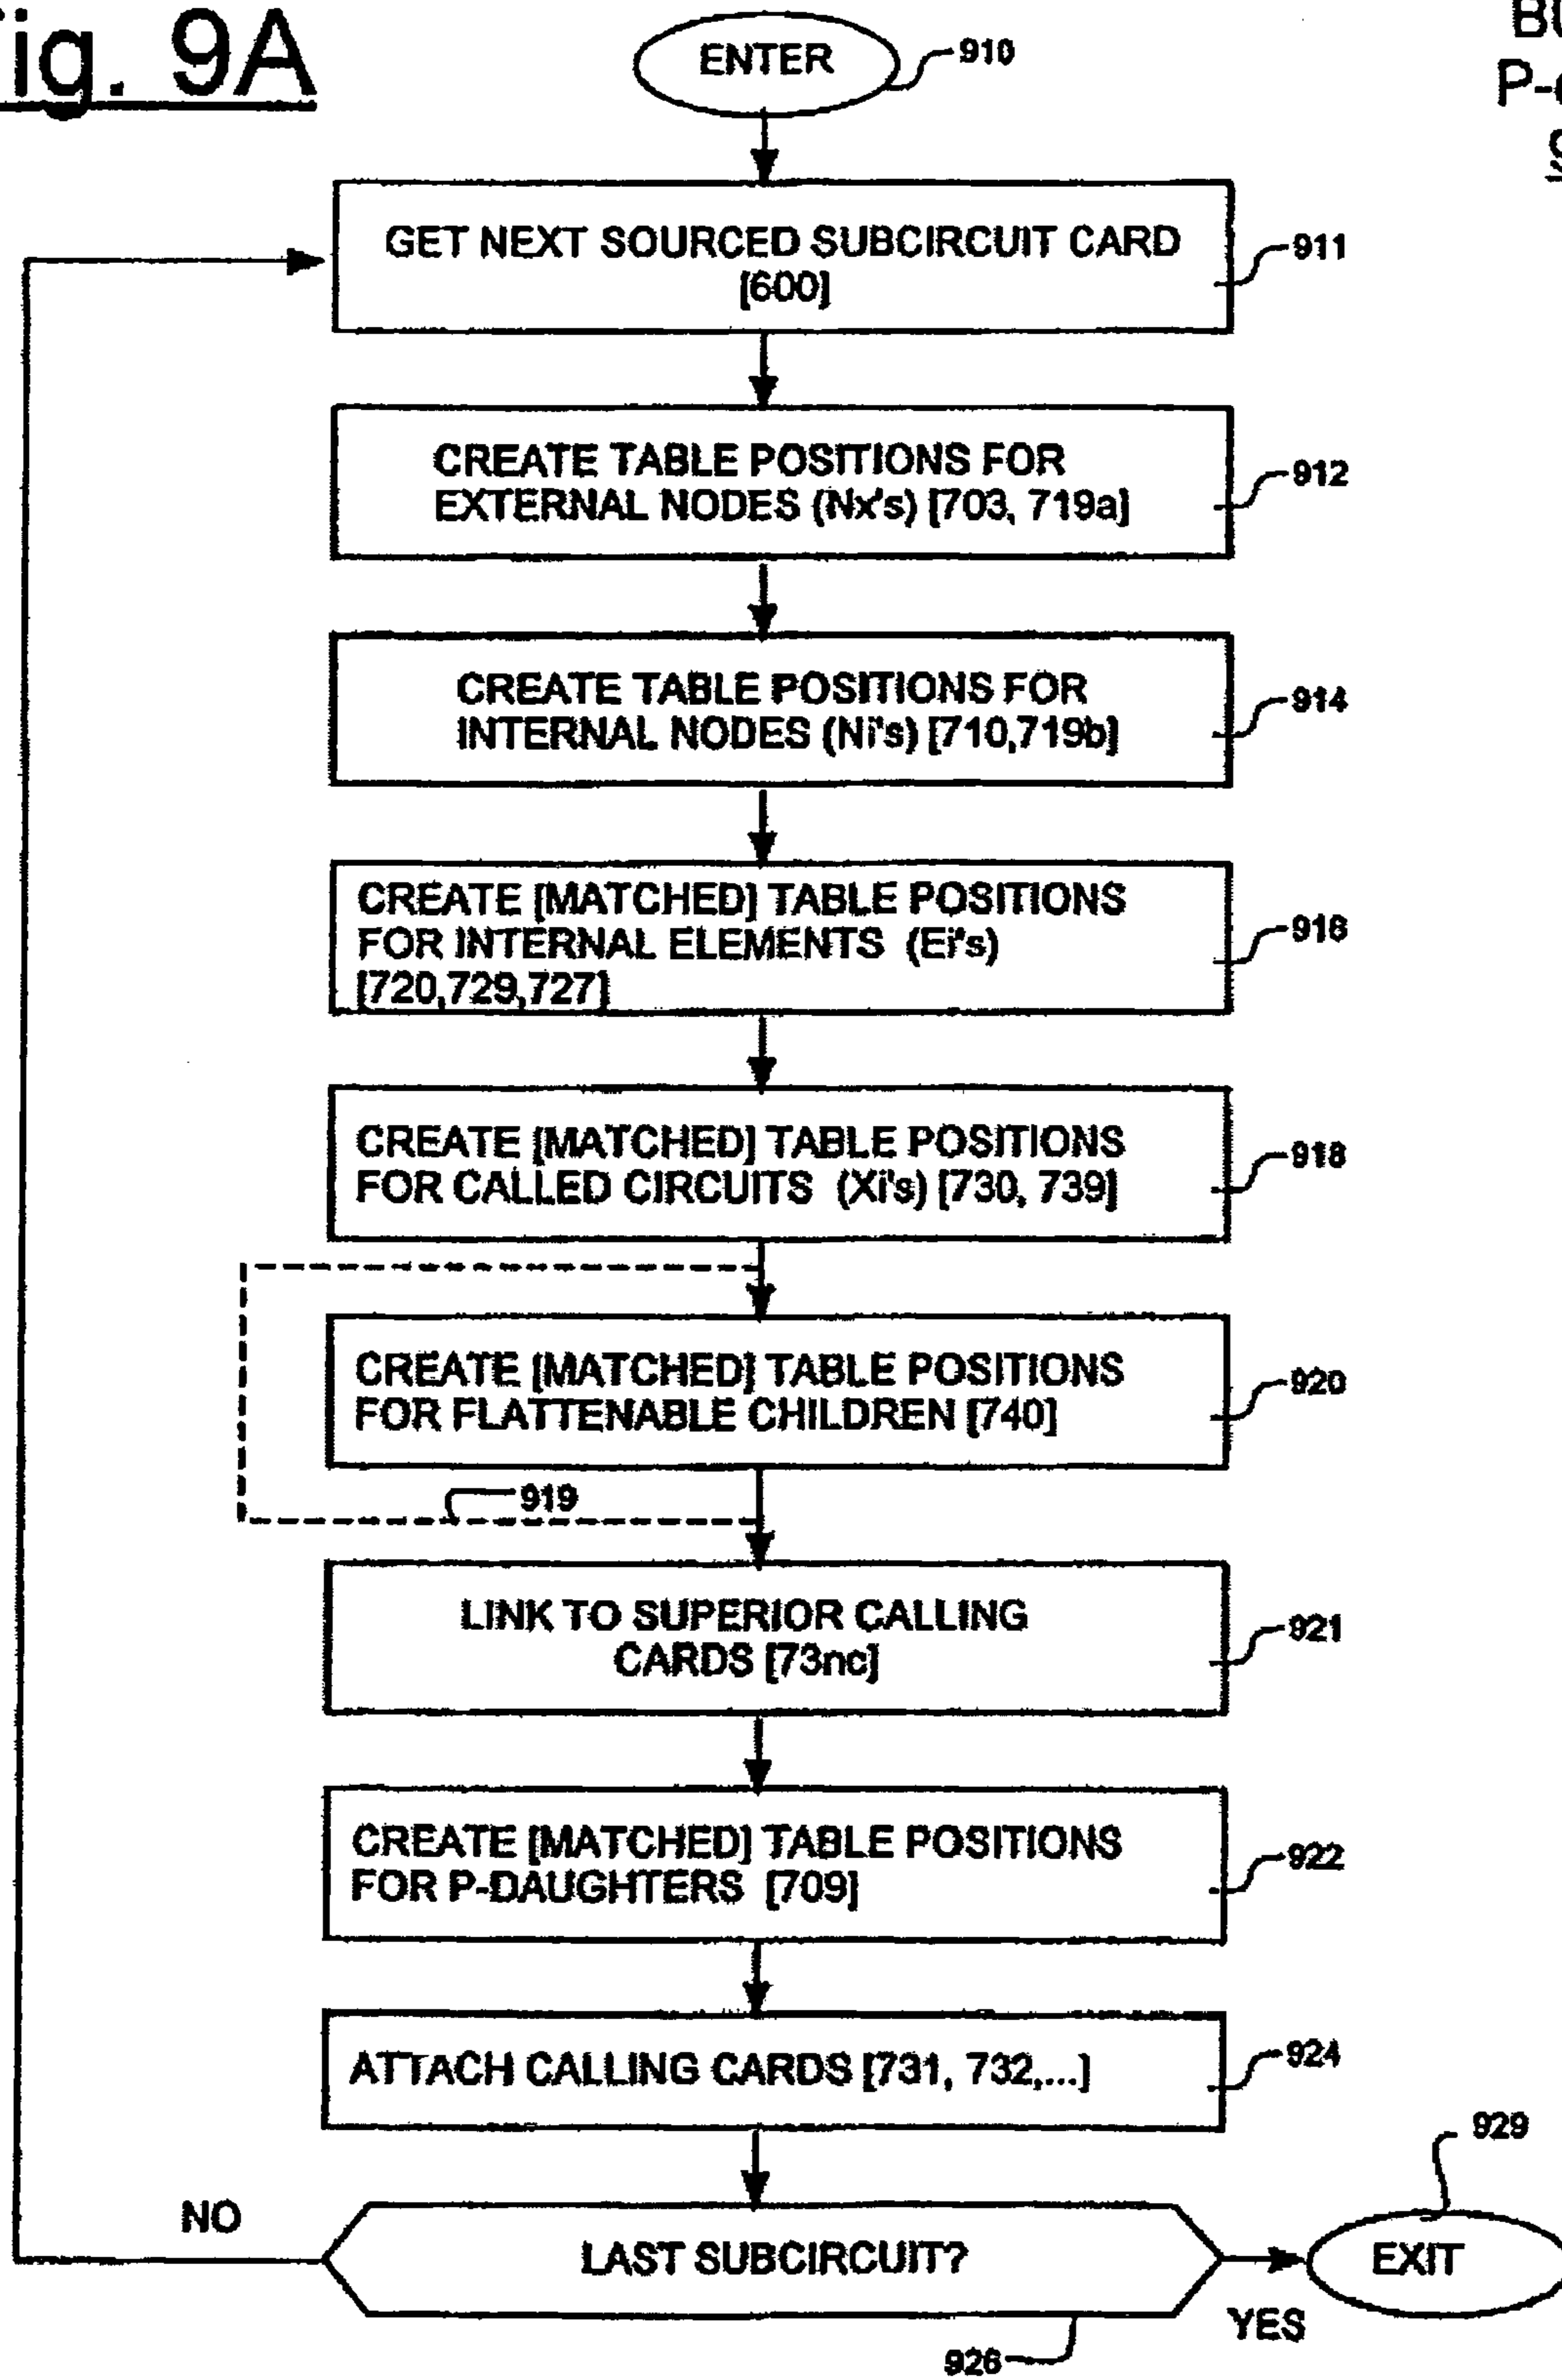 ig. 9A
P-
ENTER
910
GET NEXT SOURCED SUBCIRCUIT CARD
[600]
911
CREATE TABLE POSITIONS FOR
EXTERNAL NODES (Nx's) [703, 719a]
912
CREATE TABLE POSITIONS FOR
INTERNAL NODES (Ni's) [710,719b]
914
CREATE [MATCHED] TABLE POSITIONS
FOR INTERNAL ELEMENTS (Ei's)
[720,729,727]
916
CREATE [MATCHED] TABLE POSITIONS
FOR CALLED CIRCUITS (Xi's) [730, 739]
918
CREATE [MATCHED] TABLE POSITIONS
FOR FLATTENABLE CHILDREN [740]
920
919
LINK TO SUPERIOR CALLING
CARDS [73nc]
921
CREATE [MATCHED] TABLE POSITIONS
FOR P-DAUGHTERS [709]
922
ATTACH CALLING CARDS [731, 732,...]
924
929
NO
LAST SUBCIRCUIT?
EXIT
YES
926